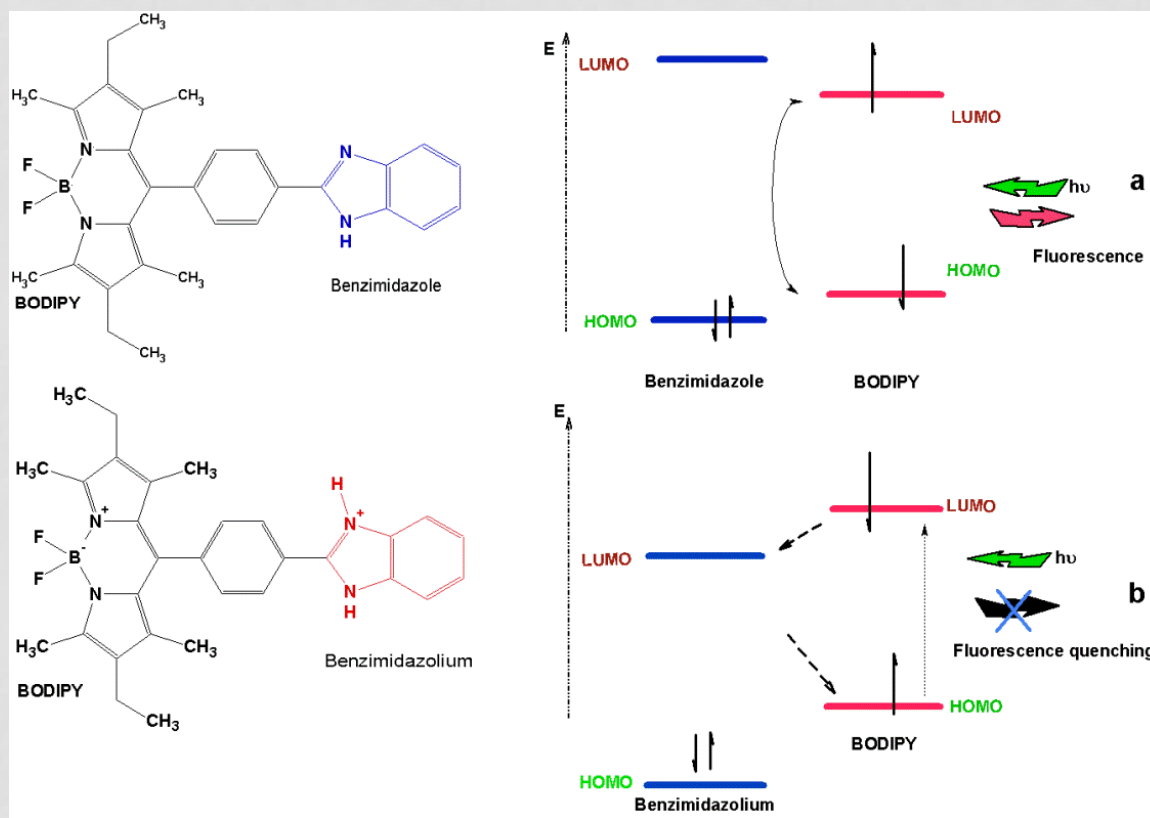 CH₃
H₃C
CH₃
N
F
B
F
N
N
N
H
H₃C
CH₃
BODIPY
Benzimidazole
CH₃
E
LUMO
LUMO
hυ
a
Fluorescence
HOMO
HOMO
Benzimidazole
BODIPY
H₃C
H₃C
CH₃
N⁺
F
B⁻
F
N
H
N⁺
N
H
H₃C
CH₃
BODIPY
Benzimidazolium
CH₃
E
LUMO
LUMO
hυ
b
Fluorescence quenching
HOMO
BODIPY
HOMO
Benzimidazolium